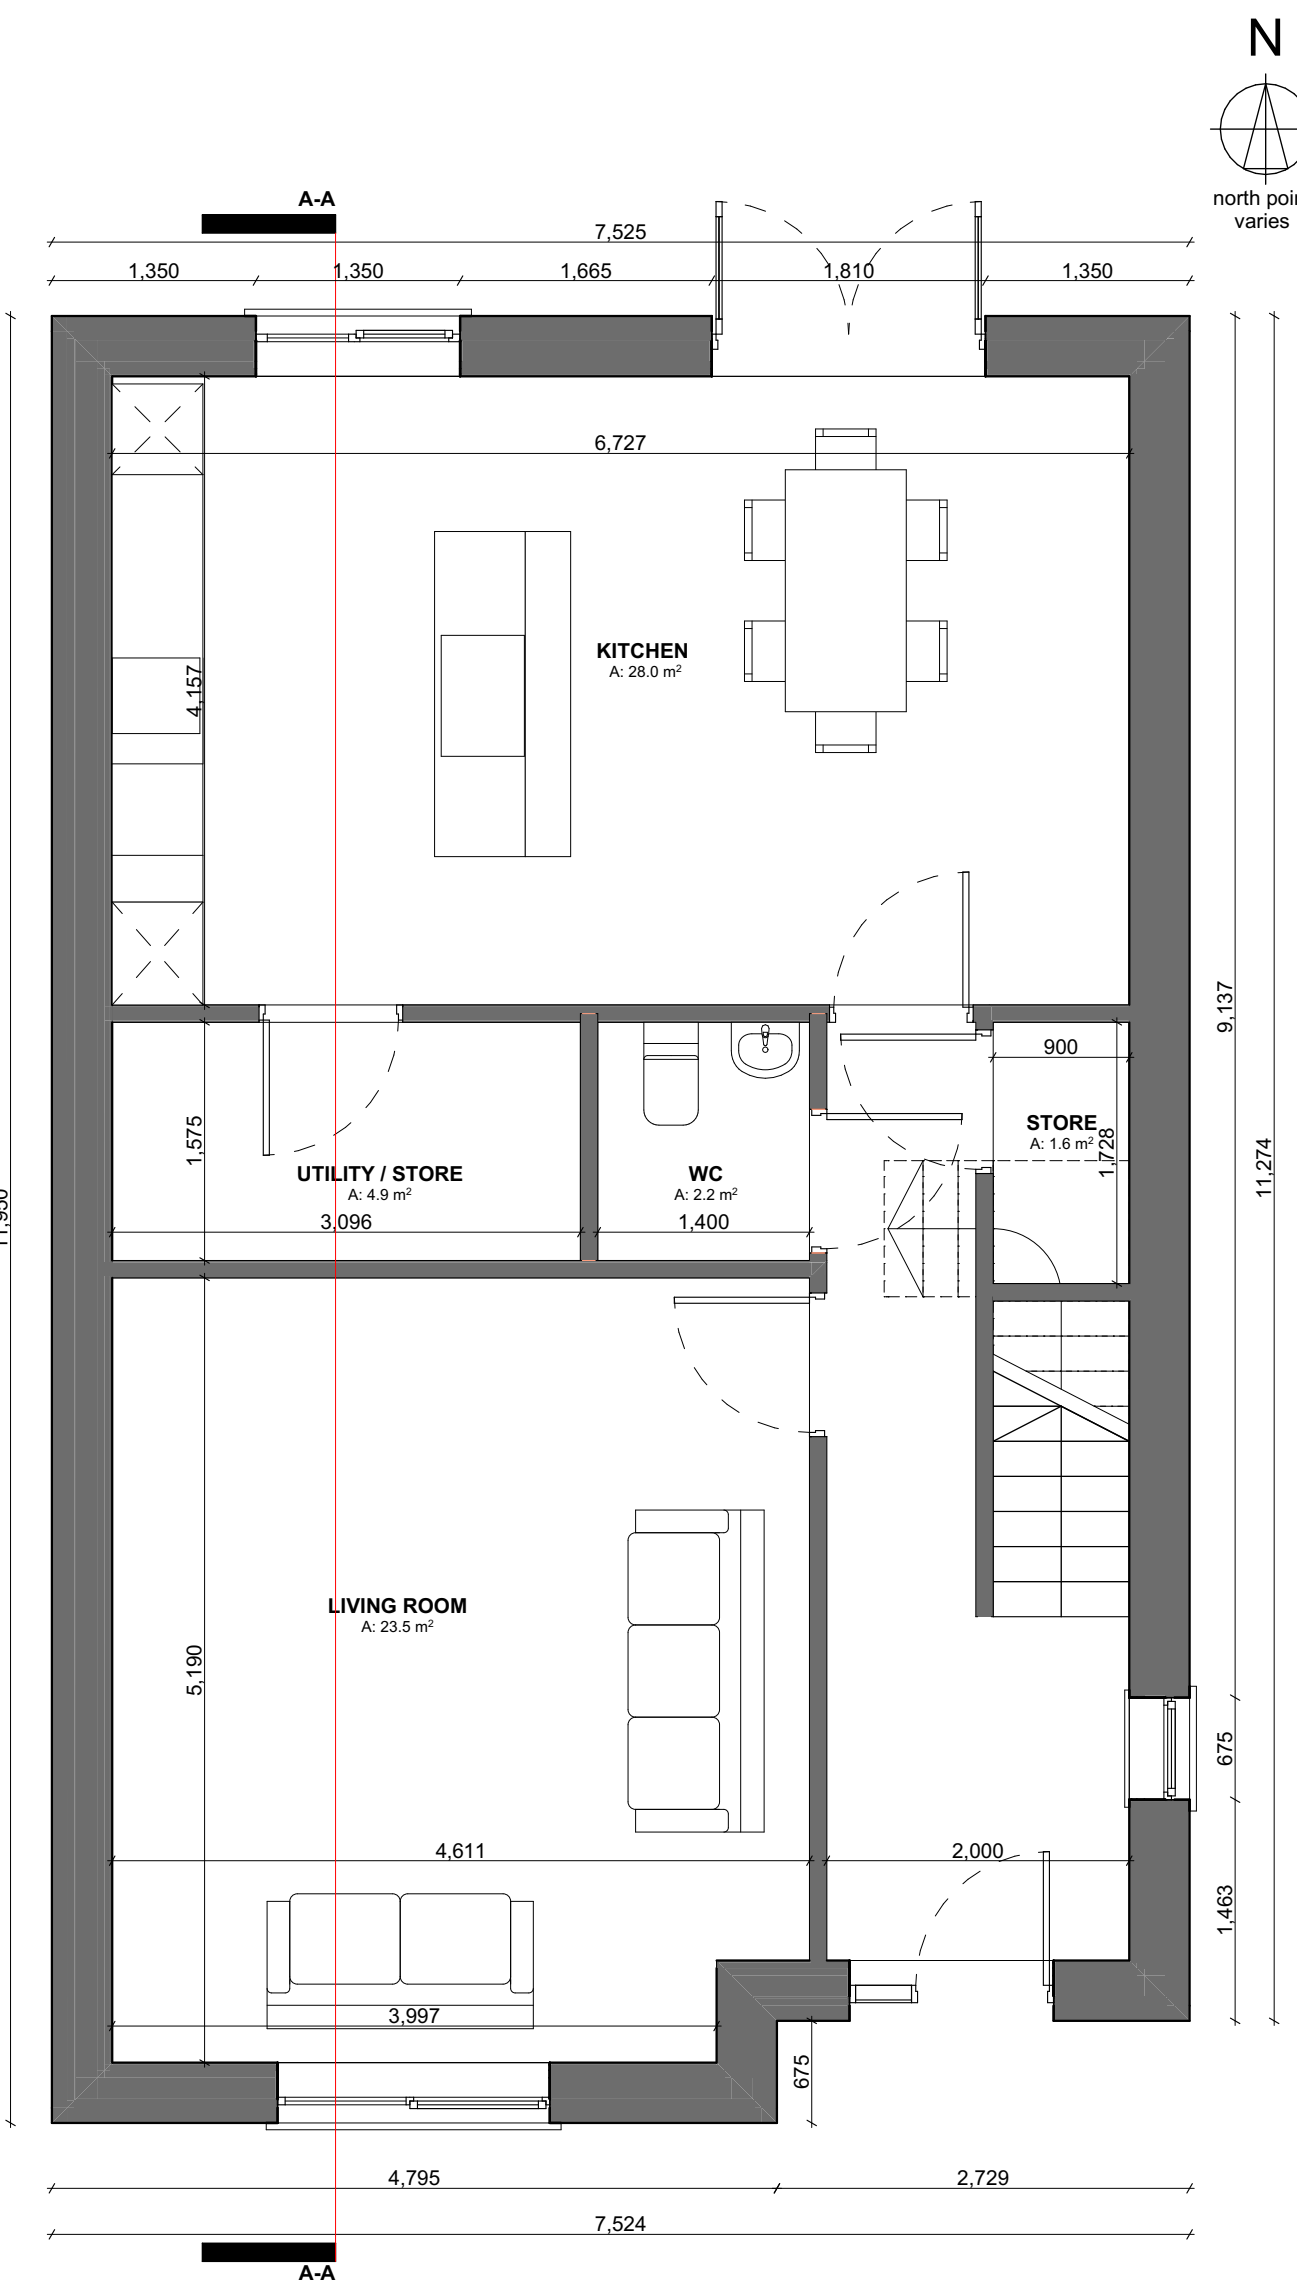 N
north poin
varies
A-A
7,525
1,350
1,350
1,665
1,810
1,350
6,727
KITCHEN
A: 28.0 m²
4,157
9,137
900
STORE
A: 1.6 m²
1,728
1,575
UTILITY / STORE
A: 4.9 m²
3,096
WC
A: 2.2 m²
1,400
11,274
LIVING ROOM
A: 23.5 m²
5,190
675
4,611
2,000
1,463
3,997
675
4,795
2,729
7,524
A-A